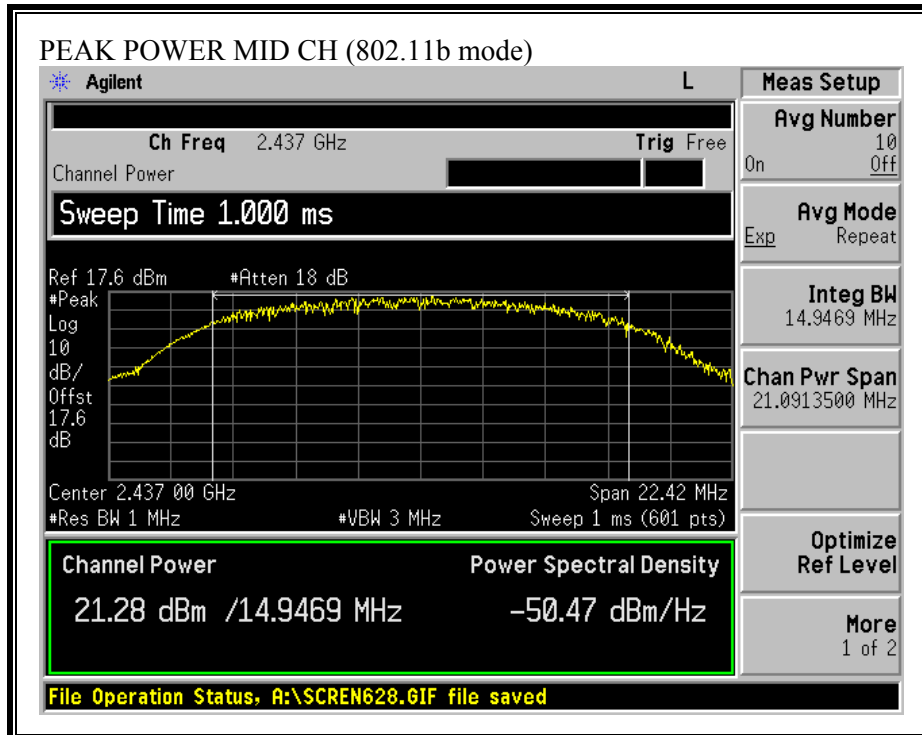 PEAK POWER MID CH (802.11b mode)
Agilent L
Ch Freq 2.437 GHz Trig Free
Channel Power
Sweep Time 1.000 ms
Ref 17.6 dBm #Atten 18 dB
#Peak
Log
10
dB/
Offst
17.6
dB
Center 2.437 00 GHz Span 22.42 MHz
#Res BW 1 MHz #VBW 3 MHz Sweep 1 ms (601 pts)
Channel Power Power Spectral Density
21.28 dBm /14.9469 MHz -50.47 dBm/Hz
File Operation Status, A:\SCREN628.GIF file saved
Meas Setup
Avg Number
10
On Off
Avg Mode
Exp Repeat
Integ BW
14.9469 MHz
Chan Pwr Span
21.0913500 MHz
Optimize
Ref Level
More
1 of 2